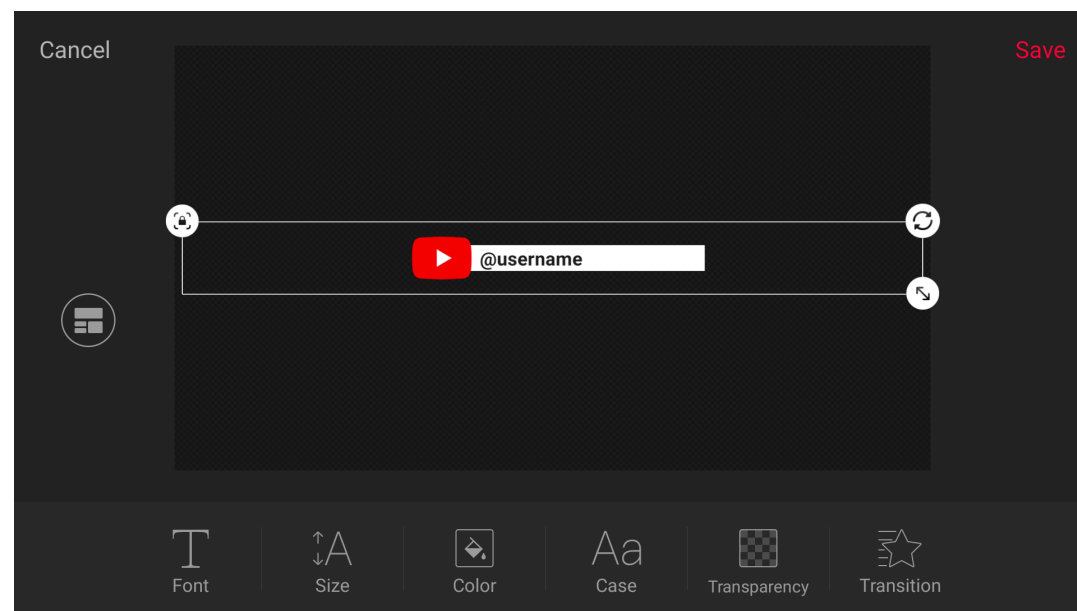 Cancel
Save
@username
Font
Size
Color
Aa
Case
Transparency
Transition